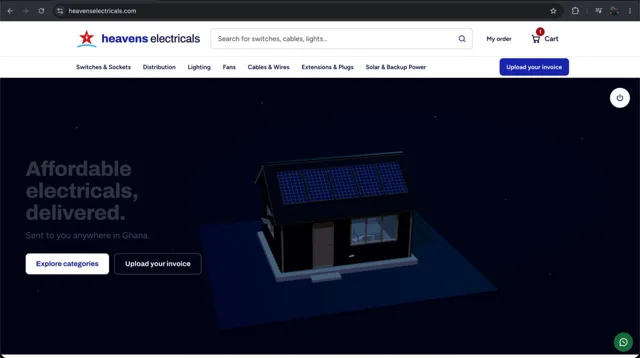 heavenselectricals.com
heavens electricals
Search for switches, cables, lights...
My order
1
Cart
Switches & Sockets
Distribution
Lighting
Fans
Cables & Wires
Extensions & Plugs
Solar & Backup Power
Upload your invoice
Affordable
electricals,
delivered.
Sent to you anywhere in Ghana.
Explore categories
Upload your invoice